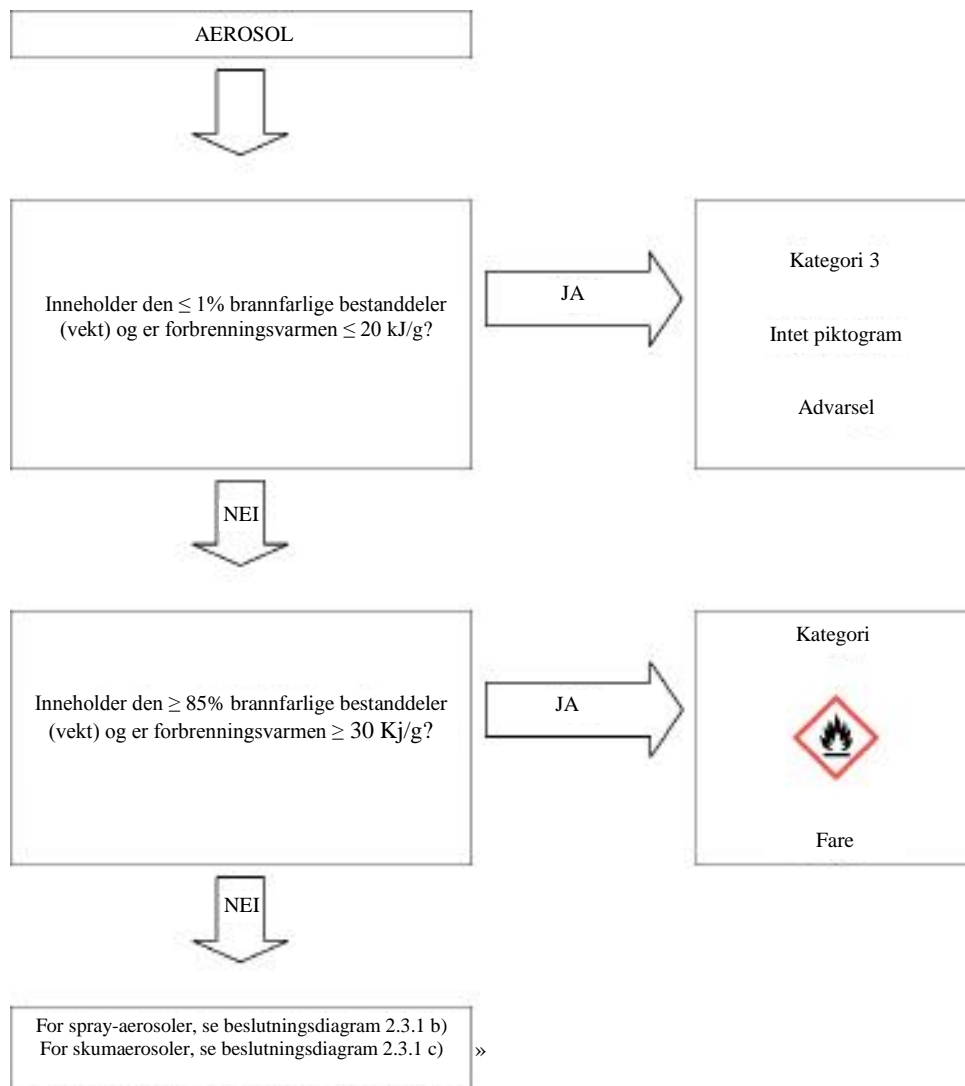 AEROSOL
Inneholder den ≤ 1% brannfarlige bestanddeler
(vekt) og er forbrenningsvarmen ≤ 20 kJ/g?
JA
Kategori 3
Intet piktogram
Advarsel
NEI
Inneholder den ≥ 85% brannfarlige bestanddeler
(vekt) og er forbrenningsvarmen ≥ 30 Kj/g?
JA
Kategori
Fare
NEI
For spray-aerosoler, se beslutningsdiagram 2.3.1 b)
For skumaerosoler, se beslutningsdiagram 2.3.1 c) »